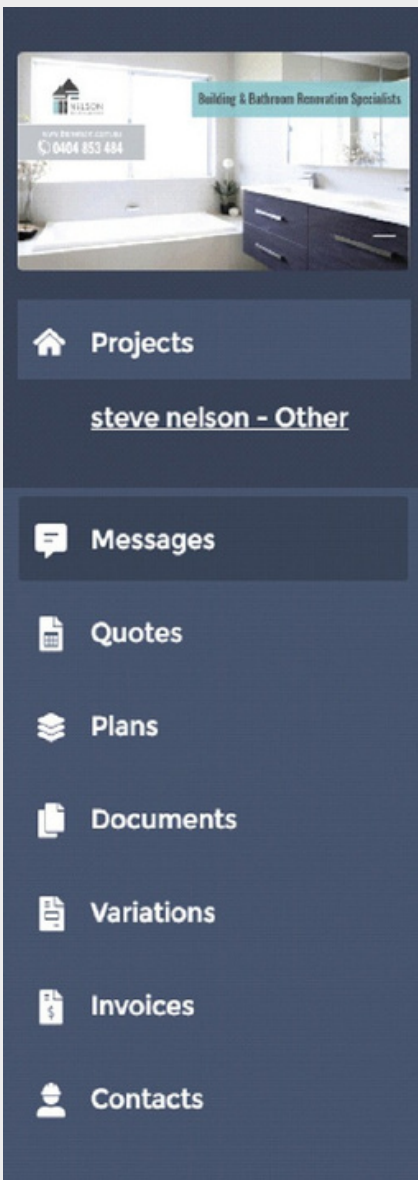 NELSON
Building & Bathroom Renovation Specialists
0404 853 484
Projects
steve nelson - Other
Messages
Quotes
Plans
Documents
Variations
Invoices
Contacts